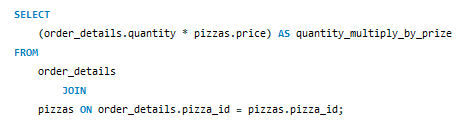 SELECT
(order_details.quantity * pizzas.price) AS quantity_multiply_by_prize
FROM
order_details
JOIN
pizzas ON order_details.pizza_id = pizzas.pizza_id;